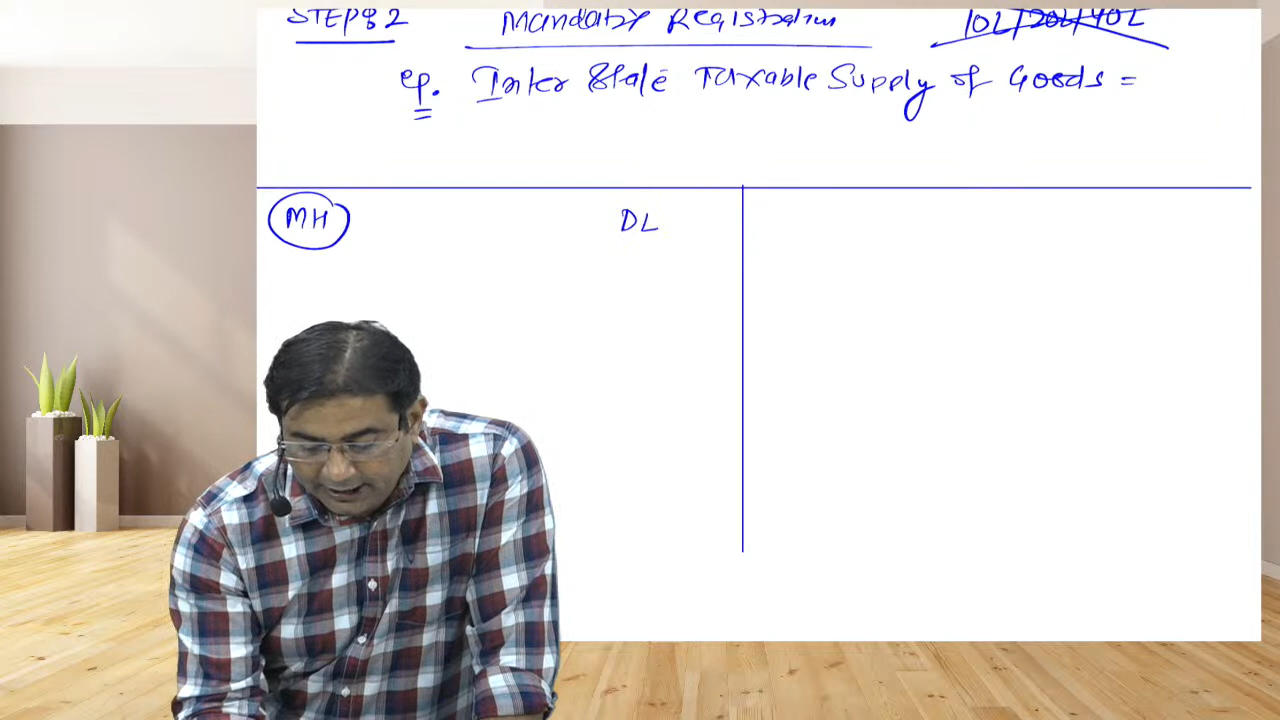 STEP: 2 Mandatory Registration 10L/20L/40L
eg. Inter State Taxable Supply of Goods =
MH DL